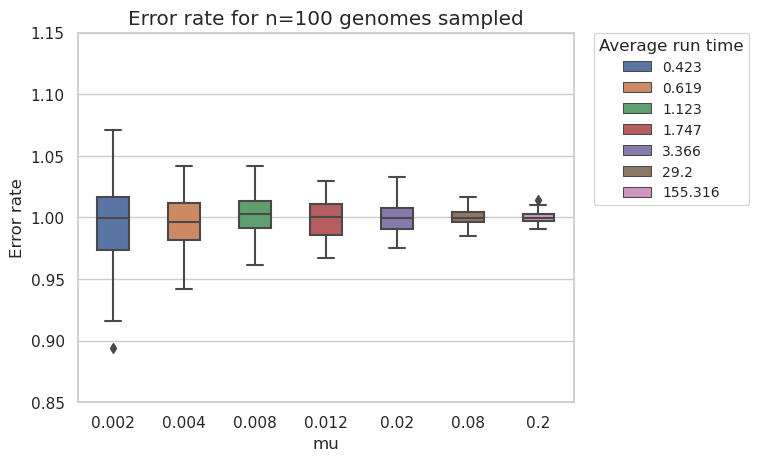 Error rate for n=100 genomes sampled
1.15
1.10
1.05
1.00
0.95
0.90
0.85
Error rate
0.002 0.004 0.008 0.012 0.02 0.08 0.2
mu
Average run time
0.423
0.619
1.123
1.747
3.366
29.2
155.316